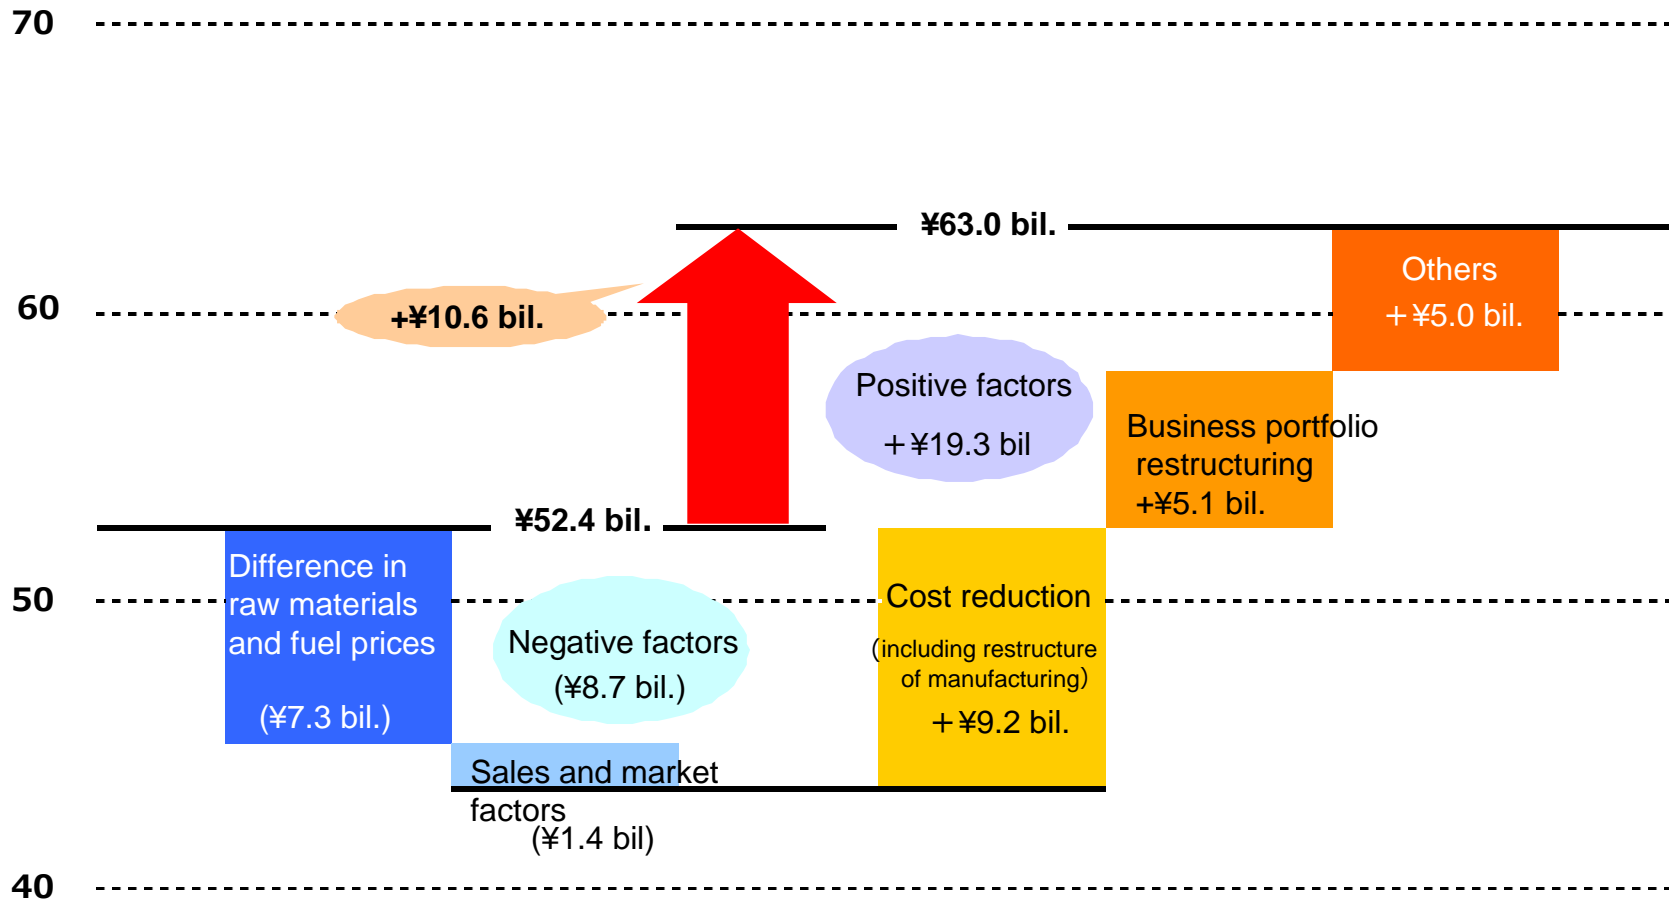 70
¥63.0 bil.
Others
＋¥5.0 bil.
60
+¥10.6 bil.
Positive factors
＋¥19.3 bil
Business portfolio
restructuring
+¥5.1 bil.
¥52.4 bil.
Difference in
raw materials
and fuel prices
(¥7.3 bil.)
50
Negative factors
(¥8.7 bil.)
Cost reduction
（including restructure
of manufacturing）
＋¥9.2 bil.
Sales and market
factors
(¥1.4 bil)
40